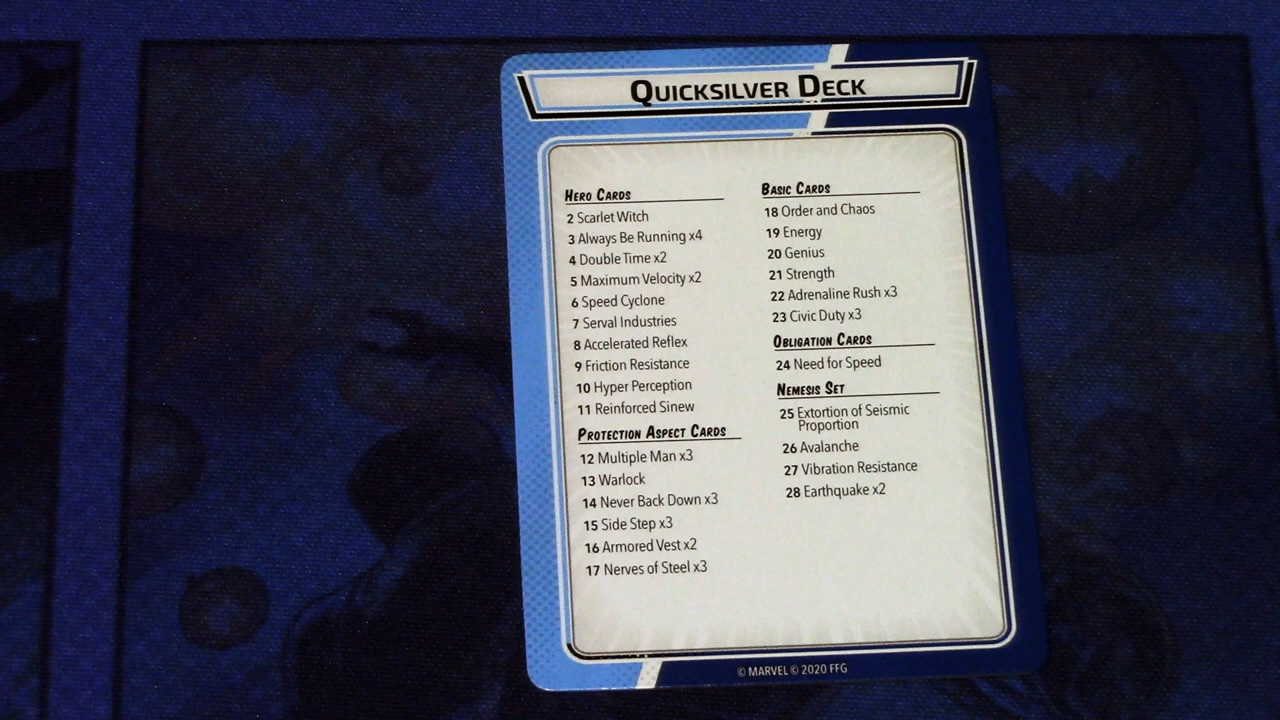 QUICKSILVER DECK
HERO CARDS
2 Scarlet Witch
3 Always Be Running x4
4 Double Time x2
5 Maximum Velocity x2
6 Speed Cyclone
7 Serval Industries
8 Accelerated Reflex
9 Friction Resistance
10 Hyper Perception
11 Reinforced Sinew
PROTECTION ASPECT CARDS
12 Multiple Man x3
13 Warlock
14 Never Back Down x3
15 Side Step x3
16 Armored Vest x2
17 Nerves of Steel x3
BASIC CARDS
18 Order and Chaos
19 Energy
20 Genius
21 Strength
22 Adrenaline Rush x3
23 Civic Duty x3
OBLIGATION CARDS
24 Need for Speed
NEMESIS SET
25 Extortion of Seismic
Proportion
26 Avalanche
27 Vibration Resistance
28 Earthquake x2
© MARVEL © 2020 FFG